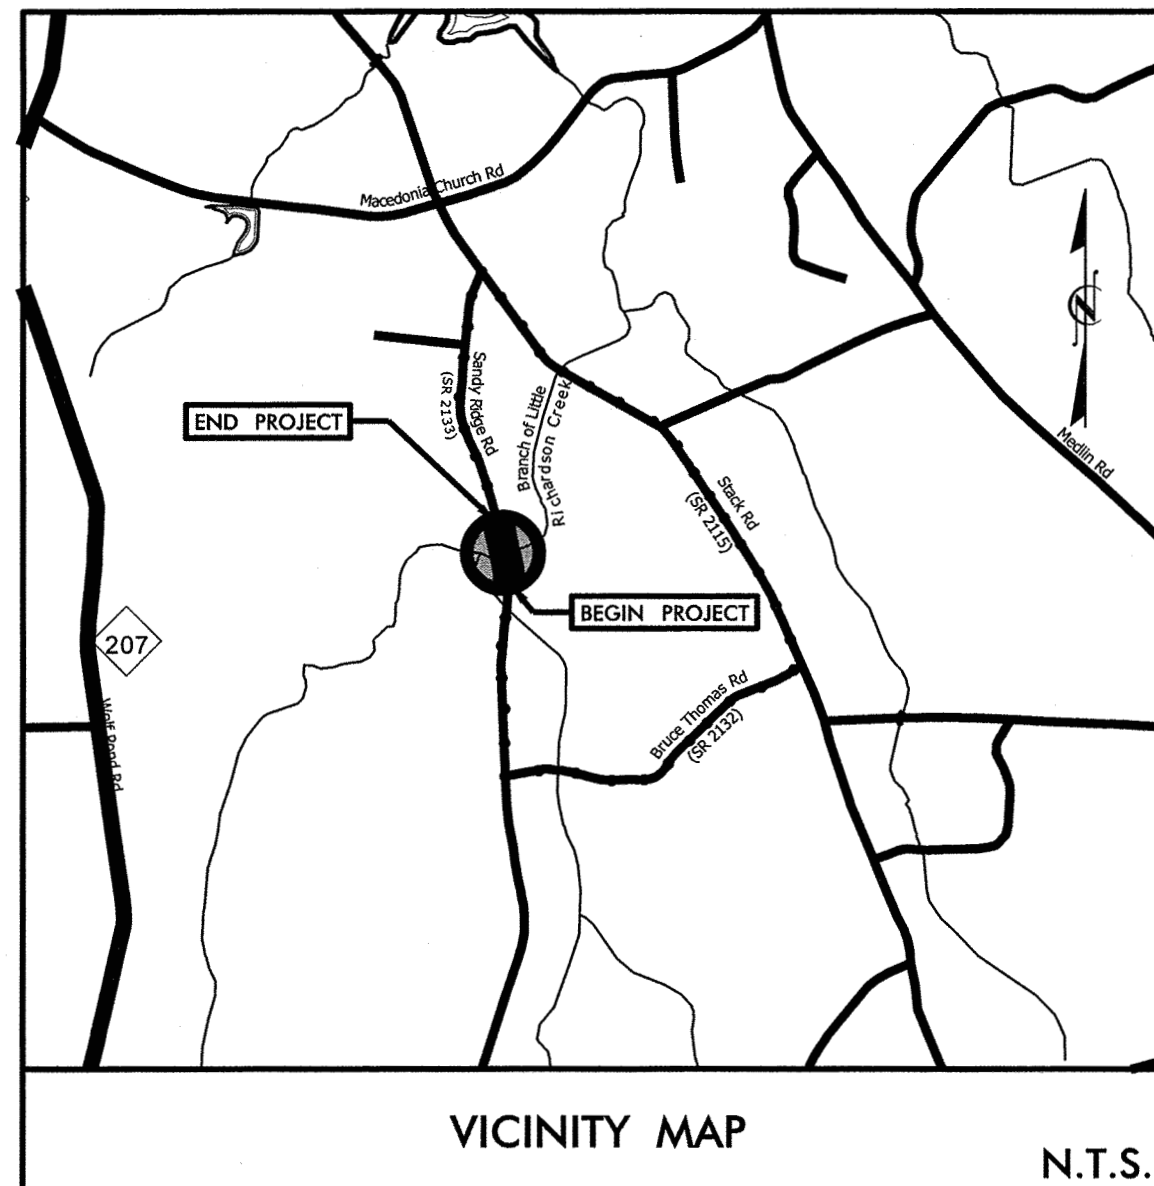 Macedonia Church Rd
Sandy Ridge Rd
(SR 2133)
Branch of Little
Richardson Creek
END PROJECT
Medlin Rd
Stack Rd
(SR 2115)
N
BEGIN PROJECT
207
Wolf Pond Rd
Bruce Thomas Rd
(SR 2132)
VICINITY MAP
N.T.S.